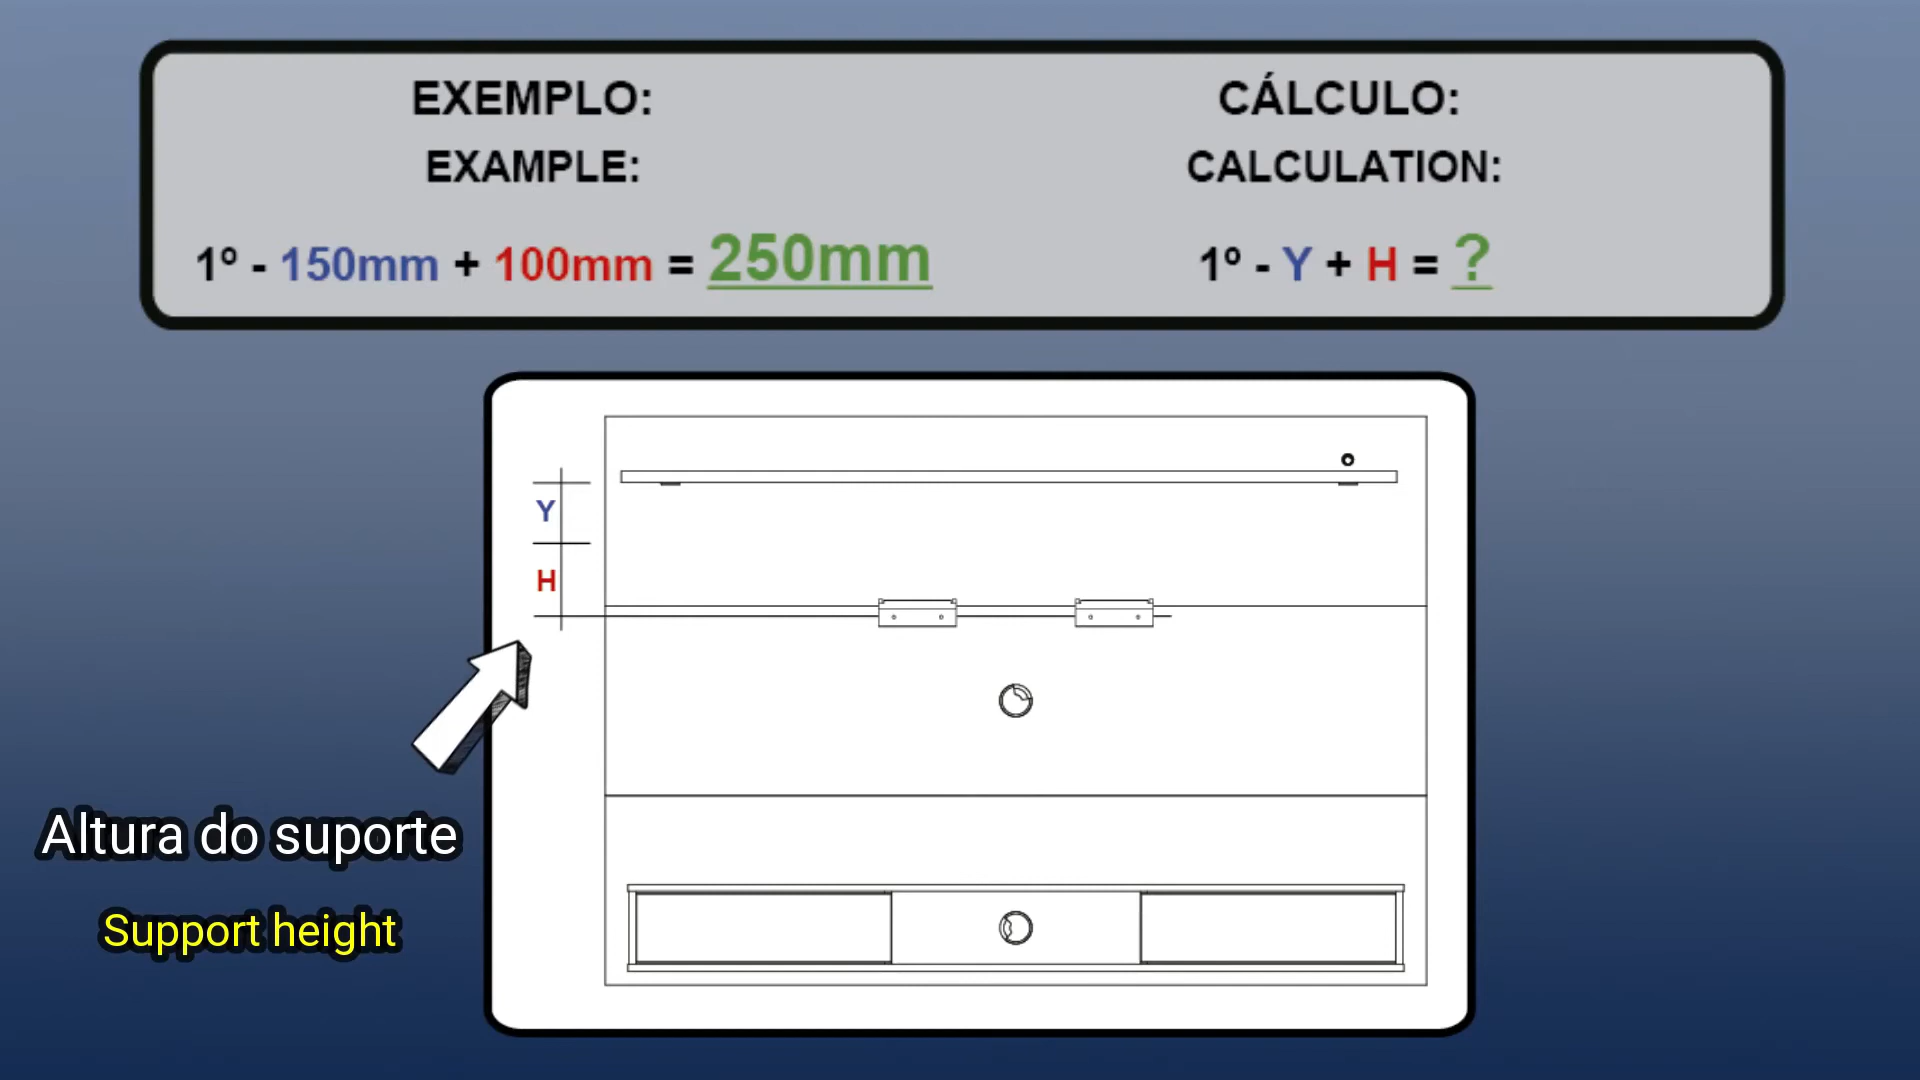 EXEMPLO:
EXAMPLE:
1º - 150mm + 100mm = 250mm
CÁLCULO:
CALCULATION:
1º - Y + H = ?
Y
H
Altura do suporte
Support height